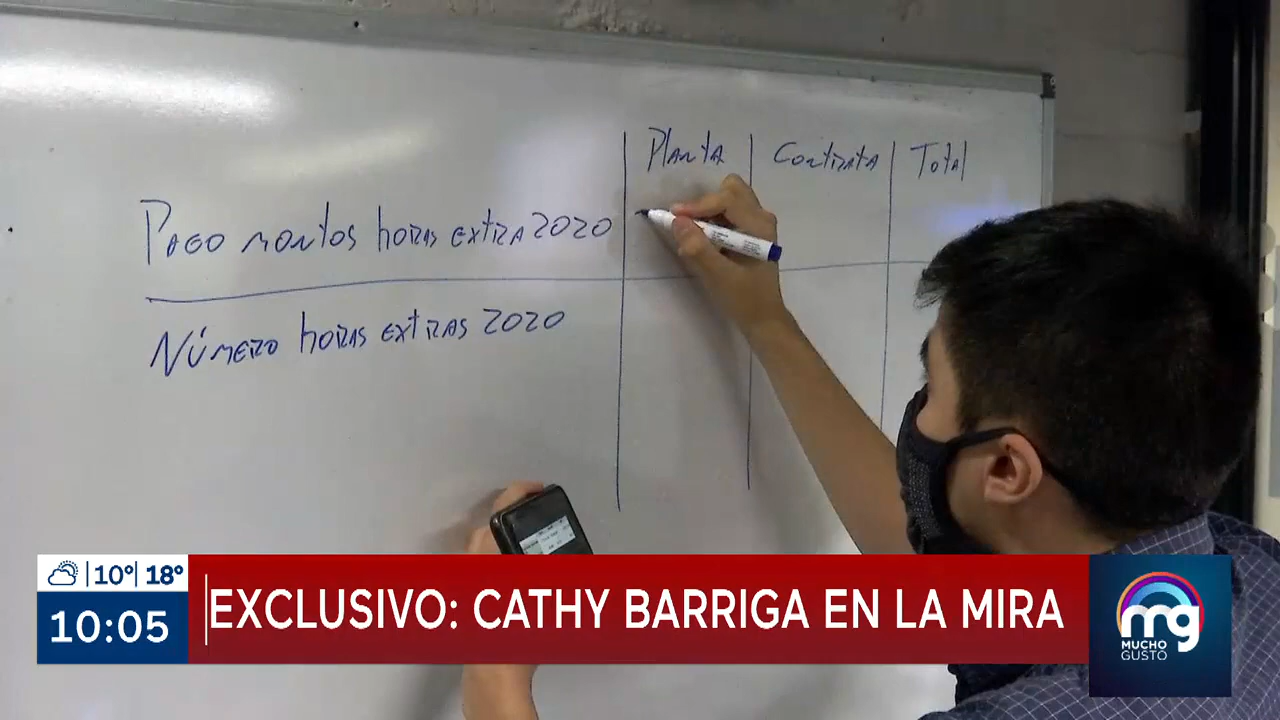 Planta Contrata Total
Pago montos horas extra 2020
Número horas extras 2020
10° 18°
10:05
EXCLUSIVO: CATHY BARRIGA EN LA MIRA
mg
MUCHO
GUSTO